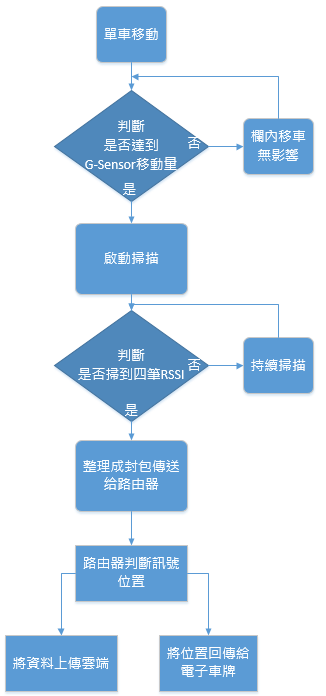 單車移動
判斷
是否達到
G-Sensor移動量
否
是
欄內移車
無影響
啟動掃描
判斷
是否掃到四筆RSSI
否
是
持續掃描
整理成封包傳送
給路由器
路由器判斷訊號
位置
將資料上傳雲端
將位置回傳給
電子車牌